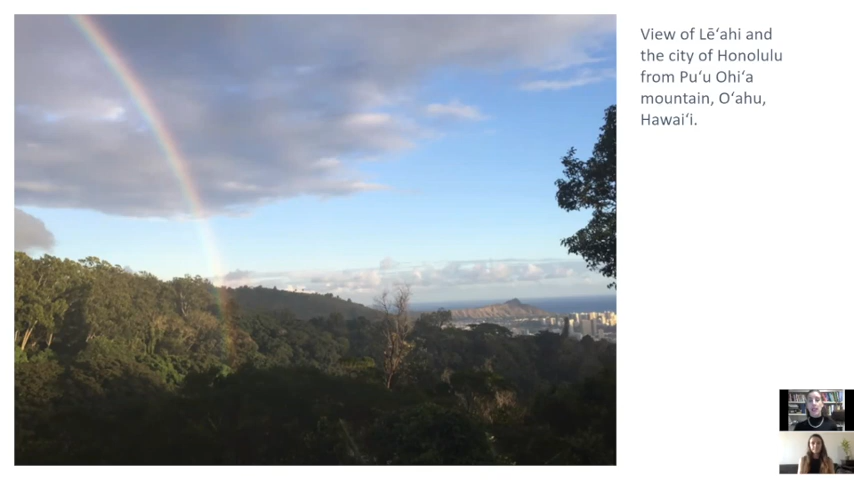 View of Lēʻahi and
the city of Honolulu
from Puʻu Ohiʻa
mountain, Oʻahu,
Hawaiʻi.